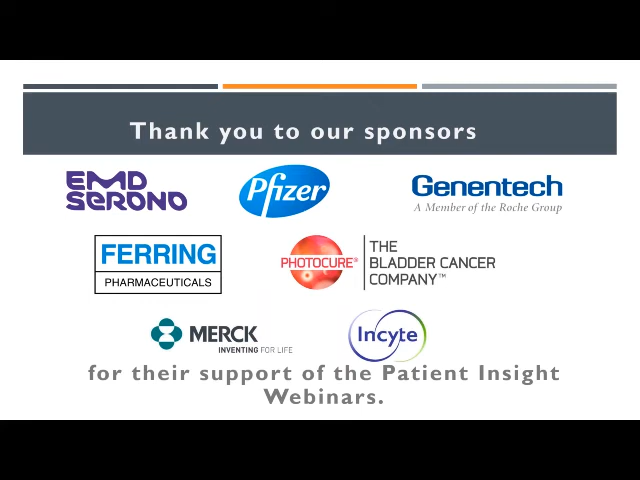 Thank you to our sponsors
EMD
SERONO
Pfizer
Genentech
A Member of the Roche Group
FERRING
PHARMACEUTICALS
PHOTOCURE®
THE
BLADDER CANCER
COMPANY™
MERCK
INVENTING FOR LIFE
Incyte
for their support of the Patient Insight
Webinars.